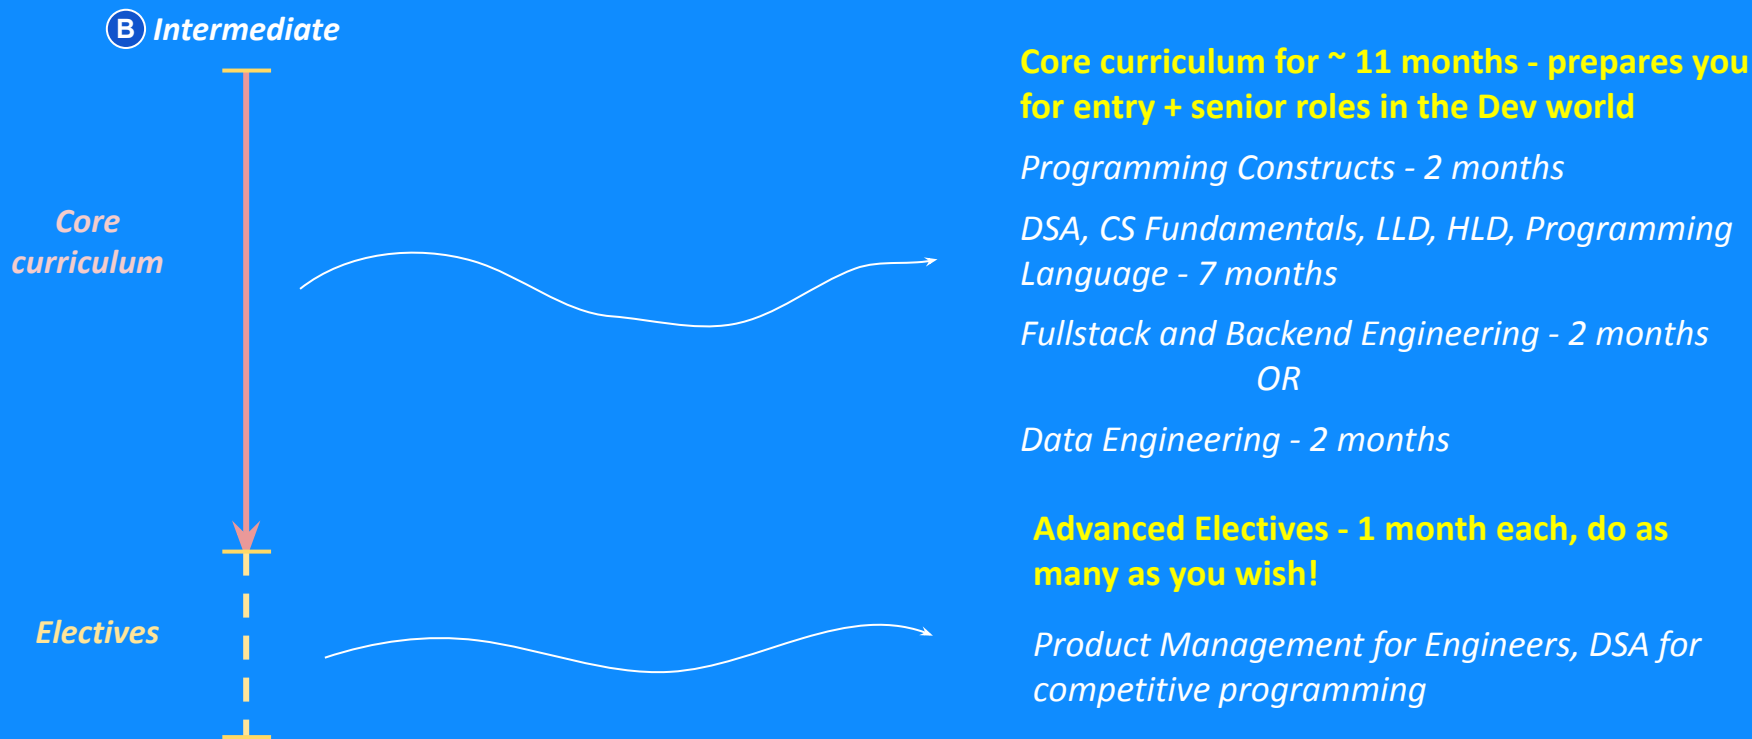 B Intermediate
Core curriculum for ~ 11 months - prepares you
for entry + senior roles in the Dev world
Programming Constructs - 2 months
Core
curriculum
DSA, CS Fundamentals, LLD, HLD, Programming
Language - 7 months
Fullstack and Backend Engineering - 2 months
OR
Data Engineering - 2 months
Advanced Electives - 1 month each, do as
many as you wish!
Electives
Product Management for Engineers, DSA for
competitive programming